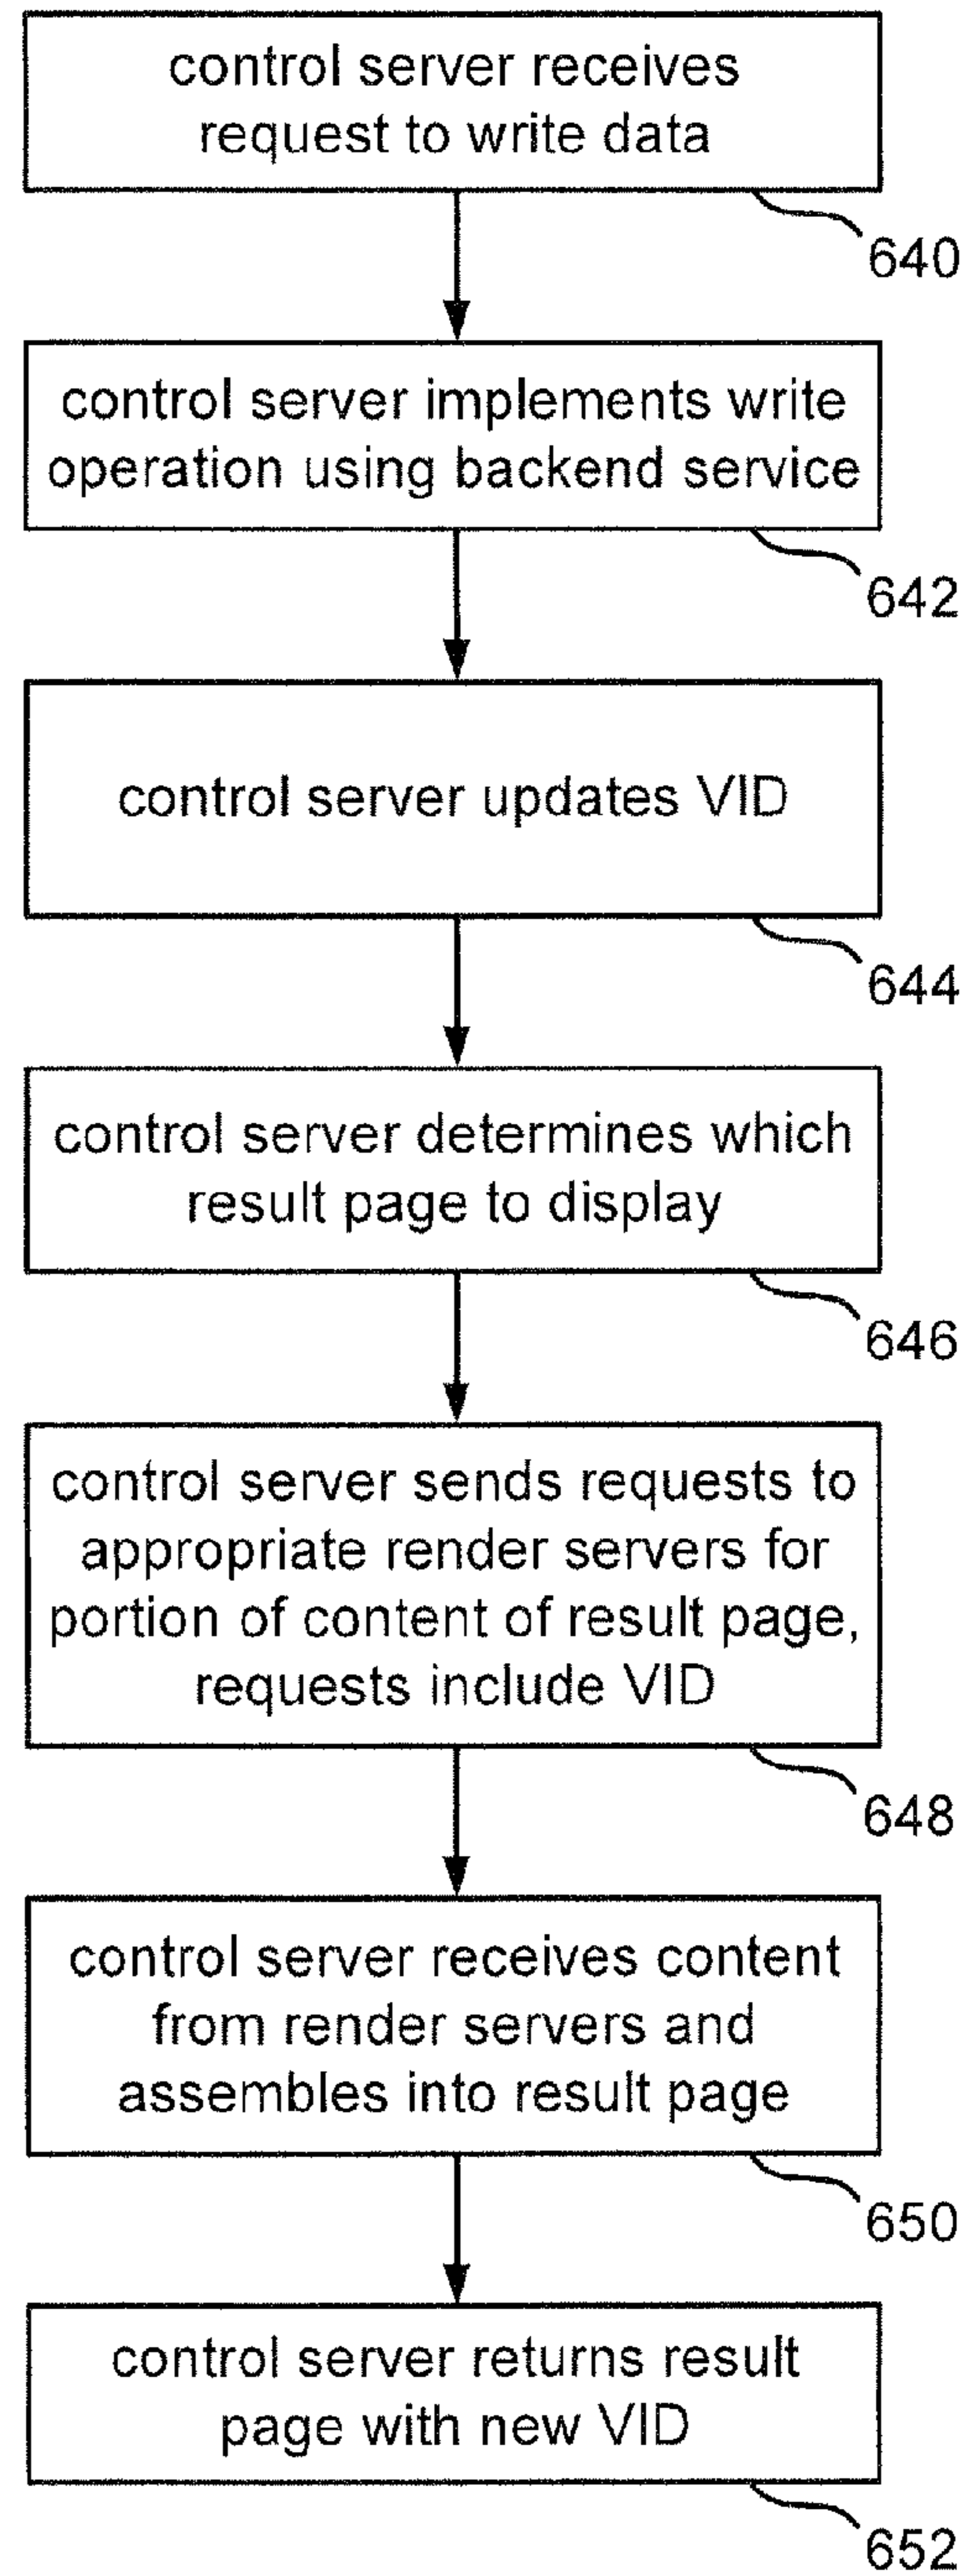 control server receives
request to write data
640
control server implements write
operation using backend service
642
control server updates VID
644
control server determines which
result page to display
646
control server sends requests to
appropriate render servers for
portion of content of result page,
requests include VID
648
control server receives content
from render servers and
assembles into result page
650
control server returns result
page with new VID
652